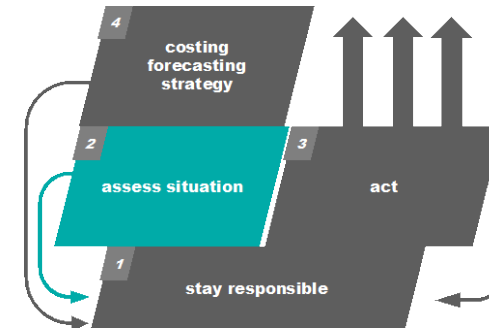 4
costing
forecasting
strategy
2
assess situation
3
act
1
stay responsible